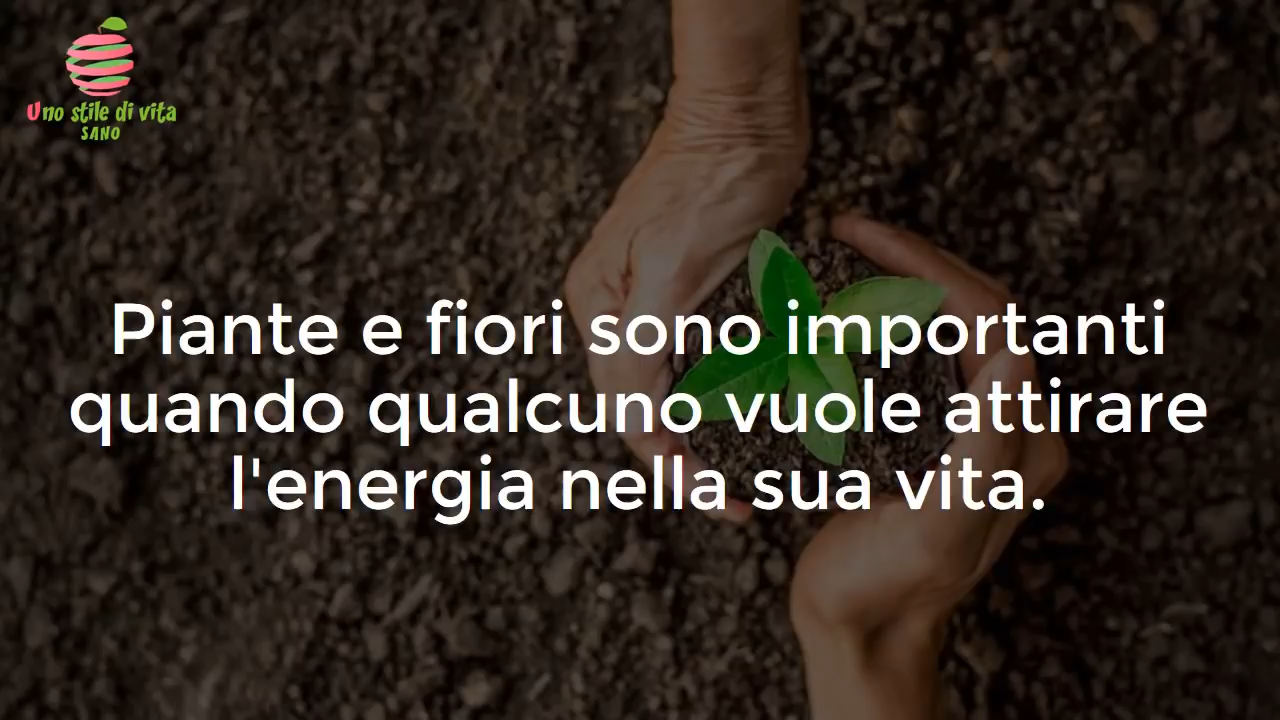 Uno stile di vita
SANO
Piante e fiori sono importanti
quando qualcuno vuole attirare
l'energia nella sua vita.